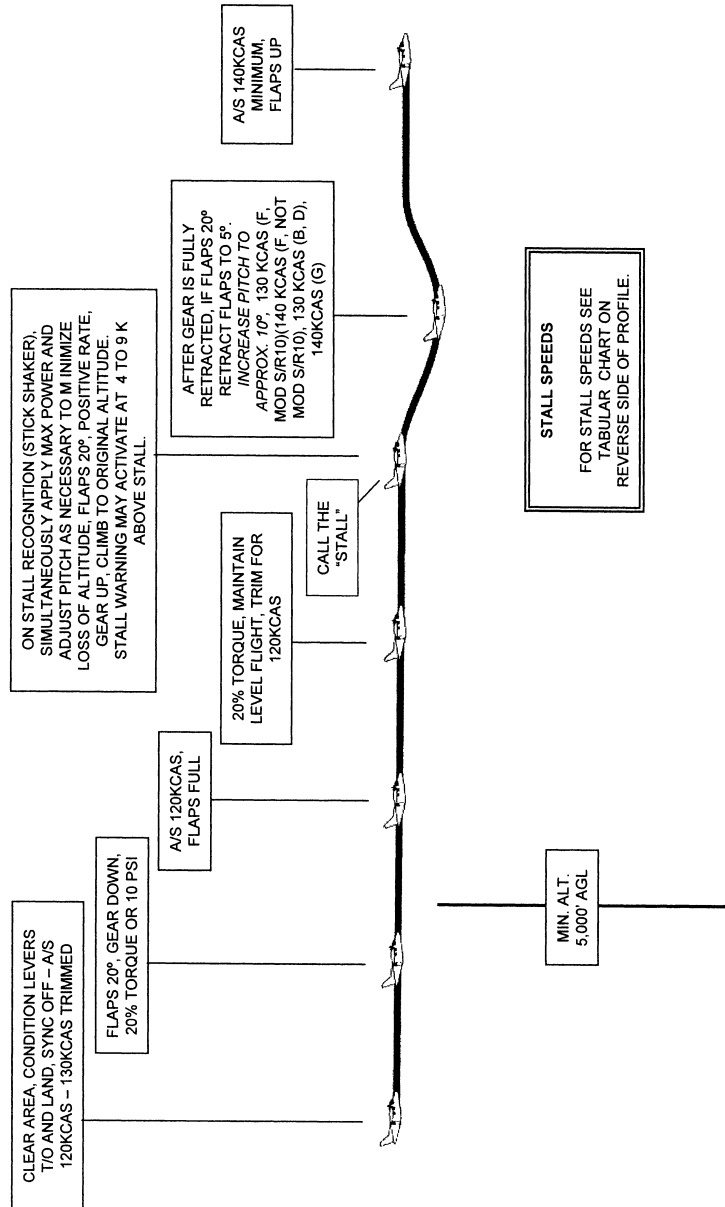 CLEAR AREA, CONDITION LEVERS
T/O AND LAND, SYNC OFF – A/S
120KCAS – 130KCAS TRIMMED
FLAPS 20º, GEAR DOWN,
20% TORQUE OR 10 PSI
A/S 120KCAS,
FLAPS FULL
20% TORQUE, MAINTAIN
LEVEL FLIGHT, TRIM FOR
120KCAS
CALL THE
"STALL"
ON STALL RECOGNITION (STICK SHAKER),
SIMULTANEOUSLY APPLY MAX POWER AND
ADJUST PITCH AS NECESSARY TO M INIMIZE
LOSS OF ALTITUDE, FLAPS 20º, POSITIVE RATE,
GEAR UP, CLIMB TO ORIGINAL ALTITUDE.
STALL WARNING MAY ACTIVATE AT 4 TO 9 K
ABOVE STALL.
AFTER GEAR IS FULLY
RETRACTED, IF FLAPS 20º
RETRACT FLAPS TO 5º.
INCREASE PITCH TO
APPROX. 10º, 130 KCAS (F,
MOD S/R10)(140 KCAS (F, NOT
MOD S/R10), 130 KCAS (B, D),
140KCAS (G)
A/S 140KCAS
MINIMUM,
FLAPS UP
MIN. ALT.
5,000' AGL
STALL SPEEDS
FOR STALL SPEEDS SEE
TABULAR CHART ON
REVERSE SIDE OF PROFILE.